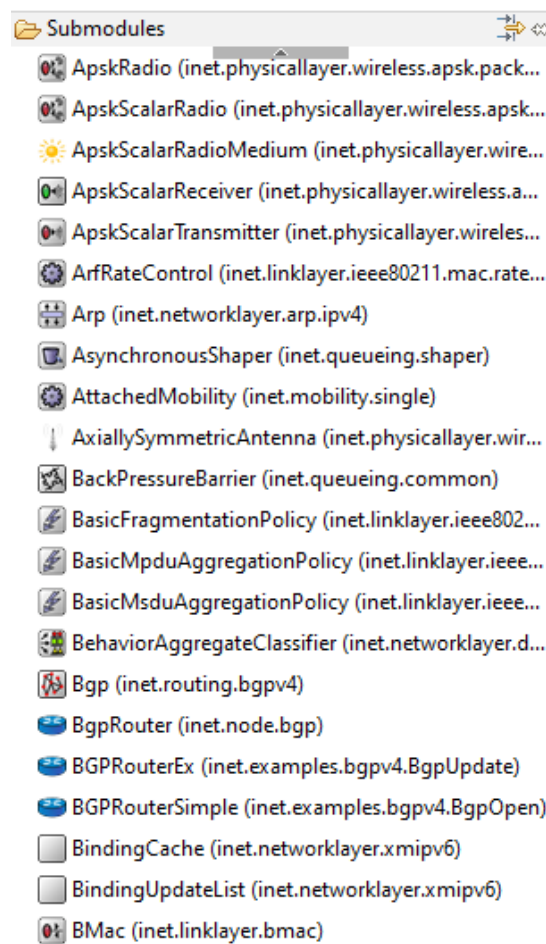 Submodules
ApskRadio (inet.physicallayer.wireless.apsk.pack...
ApskScalarRadio (inet.physicallayer.wireless.apsk...
ApskScalarRadioMedium (inet.physicallayer.wire...
ApskScalarReceiver (inet.physicallayer.wireless.a...
ApskScalarTransmitter (inet.physicallayer.wireles...
ArfRateControl (inet.linklayer.ieee80211.mac.rate...
Arp (inet.networklayer.arp.ipv4)
AsynchronousShaper (inet.queueing.shaper)
AttachedMobility (inet.mobility.single)
AxiallySymmetricAntenna (inet.physicallayer.wir...
BackPressureBarrier (inet.queueing.common)
BasicFragmentationPolicy (inet.linklayer.ieee802...
BasicMpduAggregationPolicy (inet.linklayer.ieee...
BasicMsduAggregationPolicy (inet.linklayer.ieee...
BehaviorAggregateClassifier (inet.networklayer.d...
Bgp (inet.routing.bgpv4)
BgpRouter (inet.node.bgp)
BGPRouterEx (inet.examples.bgpv4.BgpUpdate)
BGPRouterSimple (inet.examples.bgpv4.BgpOpen)
BindingCache (inet.networklayer.xmipv6)
BindingUpdateList (inet.networklayer.xmipv6)
BMac (inet.linklayer.bmac)